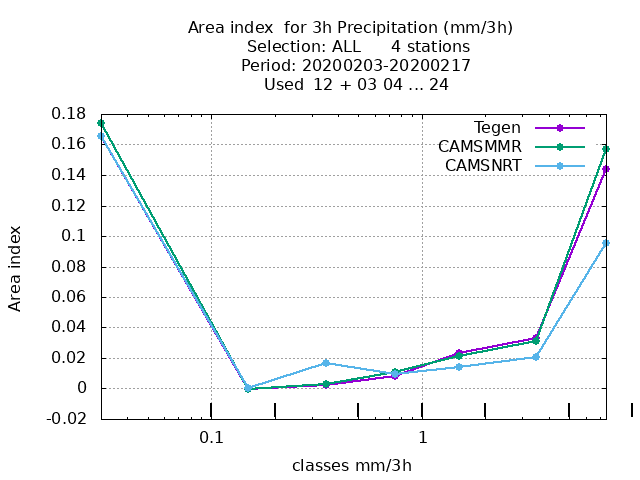 Area index  for 3h Precipitation (mm/3h)
Selection: ALL      4 stations
Period: 20200203-20200217
Used  12 + 03 04 ... 24
0.18
0.16
0.14
0.12
0.1
0.08
0.06
0.04
0.02
0
-0.02
Area index
Tegen
CAMSMMR
CAMSNRT
0.1
1
classes mm/3h